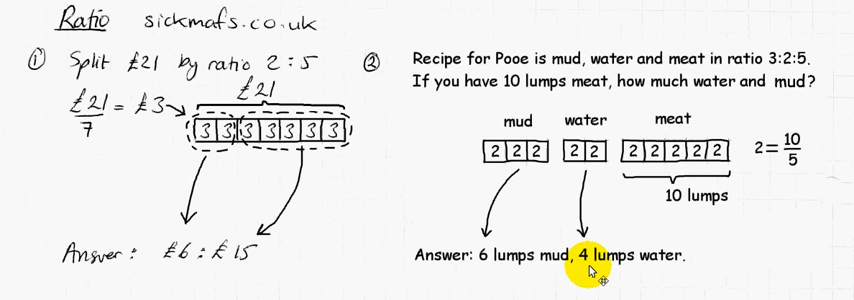 Ratio sickmafs.co.uk
① Split £21 by ratio 2:5
£21/7 = £3
£21
3 3 3 3 3 3 3
Answer: £6 : £15
② Recipe for Pooe is mud, water and meat in ratio 3:2:5.
If you have 10 lumps meat, how much water and mud?
mud water meat
2 2 2 2 2 2 2 2 2 2 2 = 10/5
10 lumps
Answer: 6 lumps mud, 4 lumps water.